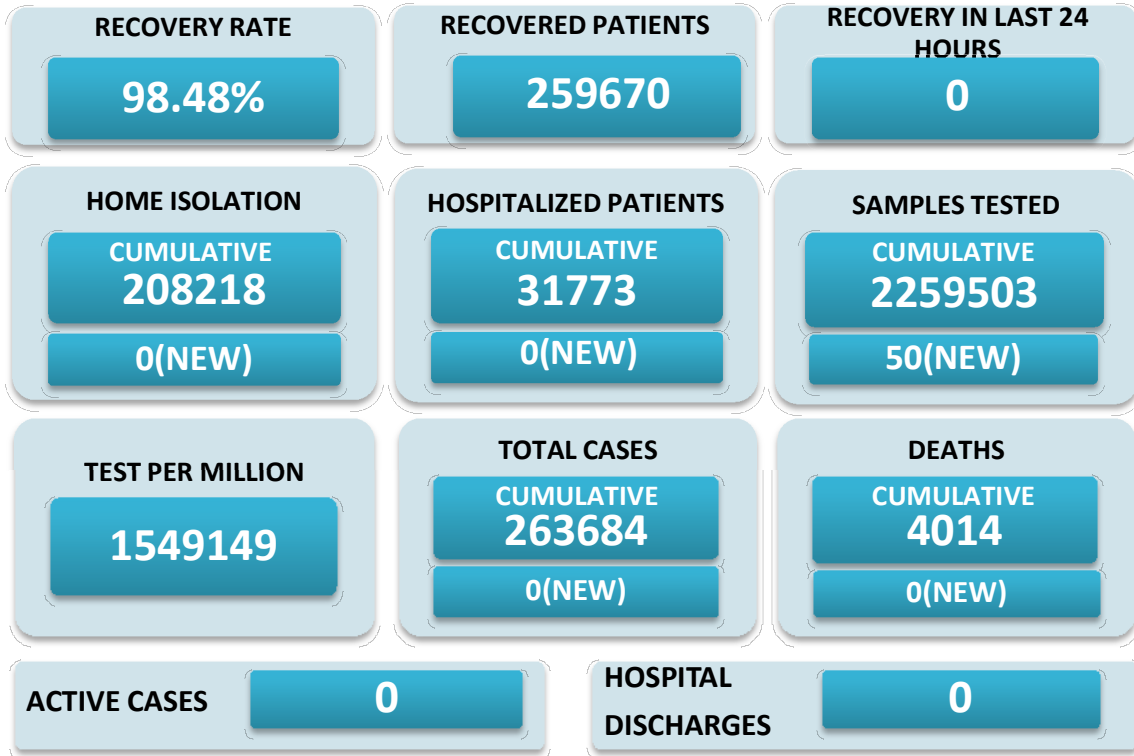 RECOVERY RATE
98.48%
RECOVERED PATIENTS
259670
RECOVERY IN LAST 24
HOURS
0
HOME ISOLATION
CUMULATIVE
208218
0(NEW)
HOSPITALIZED PATIENTS
CUMULATIVE
31773
0(NEW)
SAMPLES TESTED
CUMULATIVE
2259503
50(NEW)
TEST PER MILLION
1549149
TOTAL CASES
CUMULATIVE
263684
0(NEW)
DEATHS
CUMULATIVE
4014
0(NEW)
ACTIVE CASES
0
HOSPITAL
DISCHARGES
0